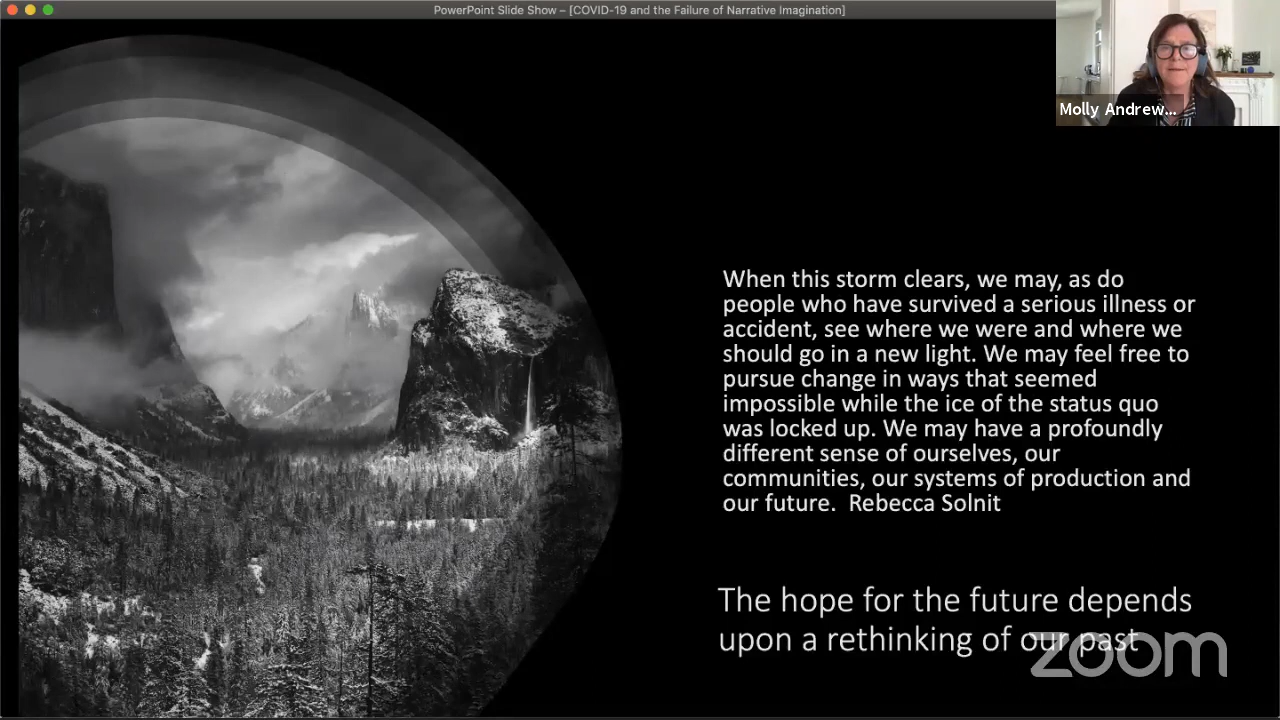 PowerPoint Slide Show – [COVID-19 and the Failure of Narrative Imagination]
Molly Andrew...
When this storm clears, we may, as do
people who have survived a serious illness or
accident, see where we were and where we
should go in a new light. We may feel free to
pursue change in ways that seemed
impossible while the ice of the status quo
was locked up. We may have a profoundly
different sense of ourselves, our
communities, our systems of production and
our future.  Rebecca Solnit
The hope for the future depends
upon a rethinking of our past
zoom